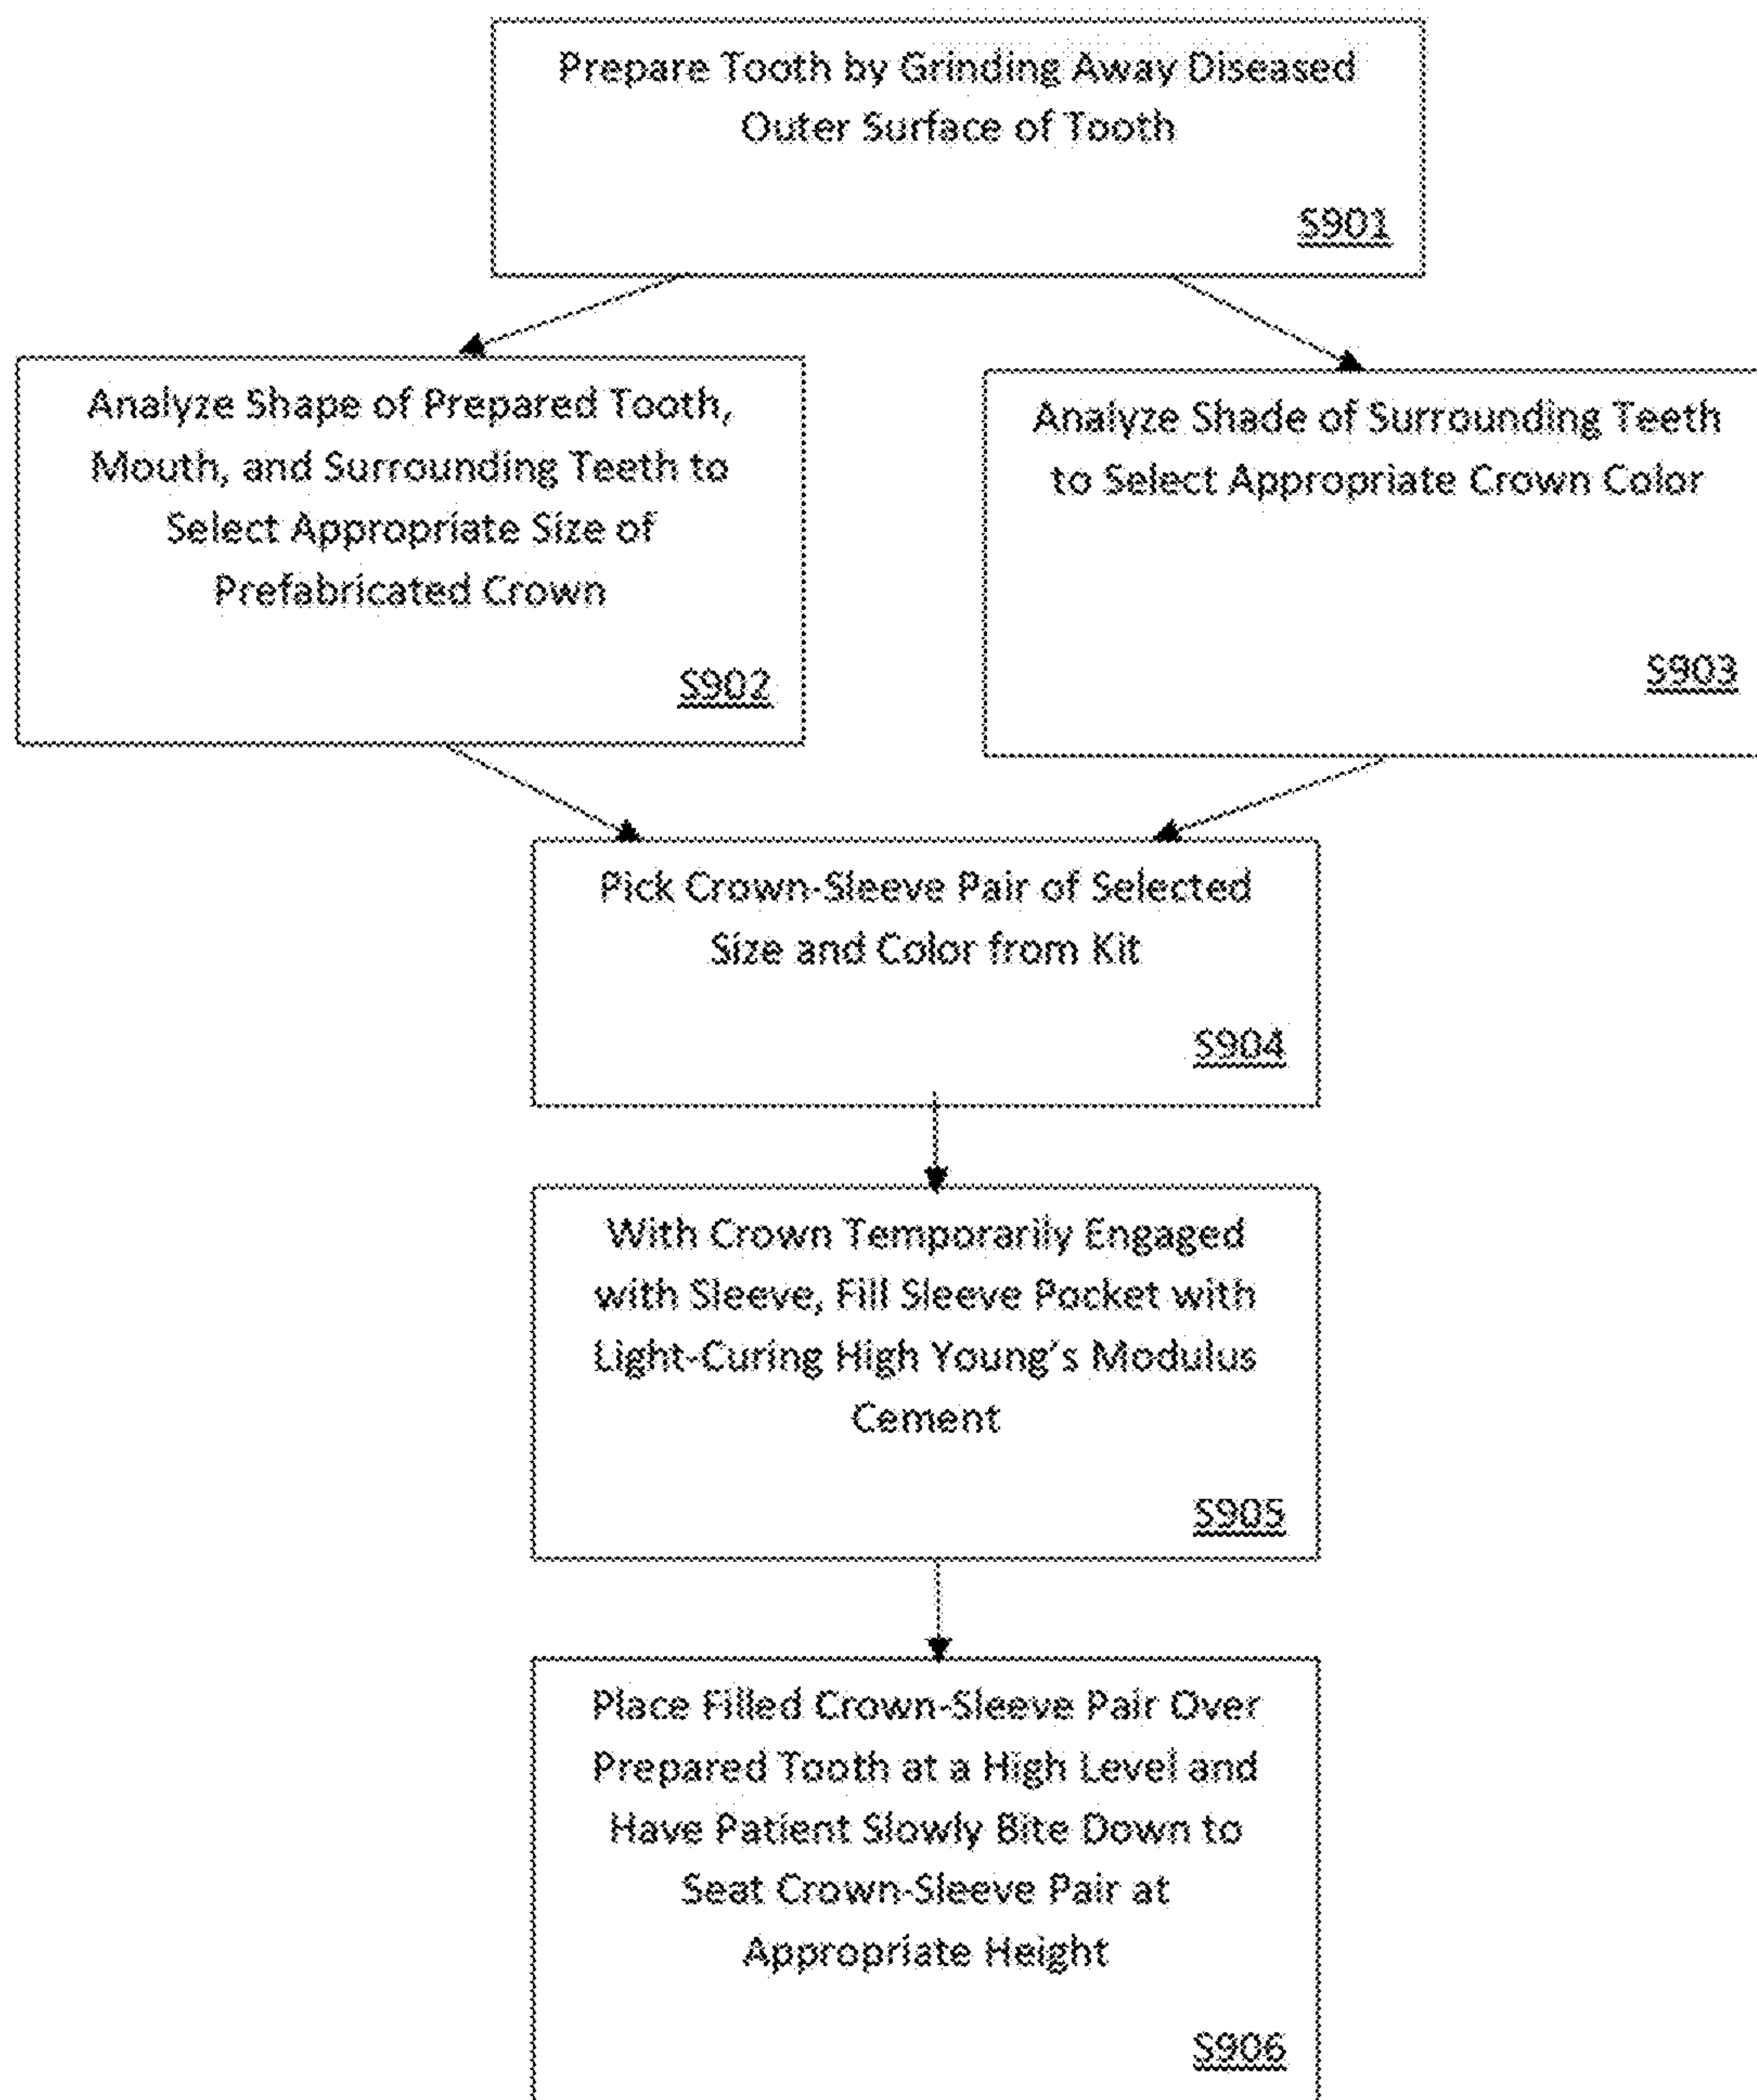 Prepare Tooth by Grinding Away Diseased
Outer Surface of Tooth
S901
Analyze Shape of Prepared Tooth,
Mouth, and Surrounding Teeth to
Select Appropriate Size of
Prefabricated Crown
S902
Analyze Shade of Surrounding Teeth
to Select Appropriate Crown Color
S903
Pick Crown-Sleeve Pair of Selected
Size and Color from Kit
S904
With Crown Temporarily Engaged
with Sleeve, Fill Sleeve Pocket with
Light-Curing High Young's Modulus
Cement
S905
Place Filled Crown-Sleeve Pair Over
Prepared Tooth at a High Level and
Have Patient Slowly Bite Down to
Seat Crown-Sleeve Pair at
Appropriate Height
S906